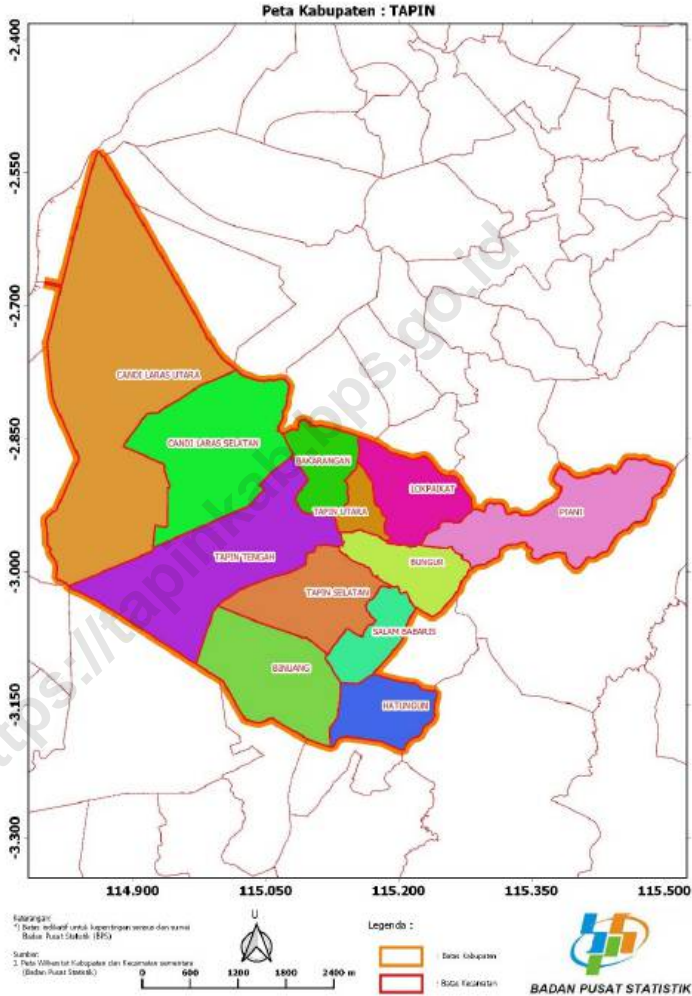 Peta Kabupaten : TAPIN
-2.400
-2.550
-2.700
-2.850
-3.000
-3.150
-3.300
CANDI LARAS UTARA
CANDI LARAS SELATAN
BAKARANGAN
LOKPAIKAT
TAPIN UTARA
PIANI
TAPIN TENGAH
BUNGUR
TAPIN SELATAN
SALAM BABARIS
BINUANG
HATUNGUN
https://tapinkab.bps.go.id
114.900 115.050 115.200 115.350 115.500
Keterangan:
*) Batas indikatif untuk kepentingan sensus dan survei
Badan Pusat Statistik (BPS)
Sumber:
1. Peta Wilkerstat Kabupaten dan Kecamatan sementara
(Badan Pusat Statistik)
U
0 600 1200 1800 2400 m
Legenda :
: Batas Kabupaten
: Batas Kecamatan
BADAN PUSAT STATISTIK